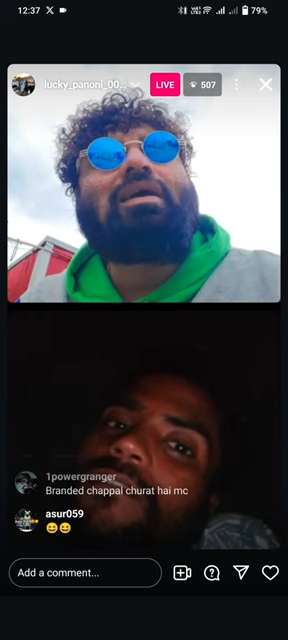 12:37
79%
lucky_panoni_00...
LIVE
507
1powergranger
Branded chappal churat hai mc
asur059
😆😆
Add a comment...